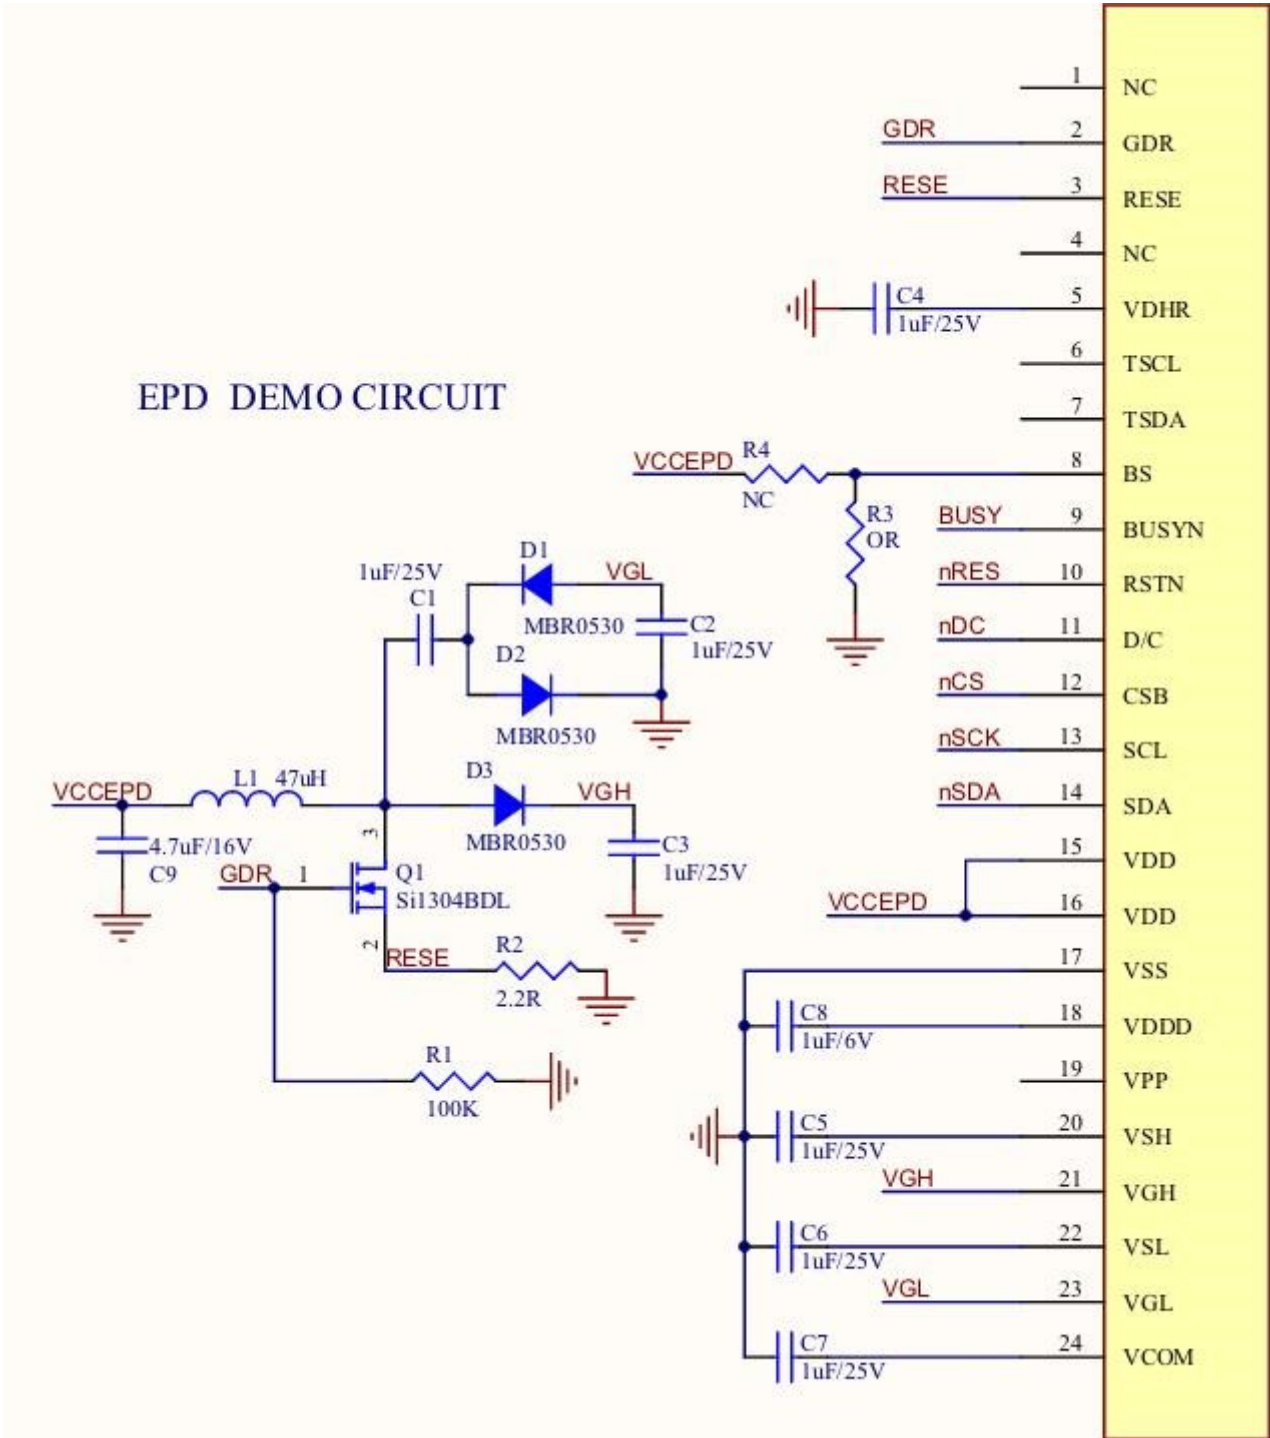 1 NC
GDR 2 GDR
RESE 3 RESE
4 NC
C4 5 VDHR
1uF/25V
6 TSCL
EPD DEMO CIRCUIT
7 TSDA
VCCEPD R4 8 BS
NC
R3
OR
BUSY 9 BUSYN
D1
1uF/25V VGL nRES 10 RSTN
C1
MBR0530 C2 nDC 11 D/C
1uF/25V
D2
MBR0530
nCS 12 CSB
nSCK 13 SCL
D3
L1 47uH
VCCEPD VGH nSDA 14 SDA
3
4.7uF/16V MBR0530 C3
C9 1uF/25V
15 VDD
GDR 1 Q1
Si1304BDL
VCCEPD 16 VDD
2 RESE R2
2.2R
17 VSS
C8 18 VDDD
1uF/6V
R1
100K
19 VPP
C5 20 VSH
1uF/25V
VGH 21 VGH
C6 22 VSL
1uF/25V
VGL 23 VGL
C7 24 VCOM
1uF/25V